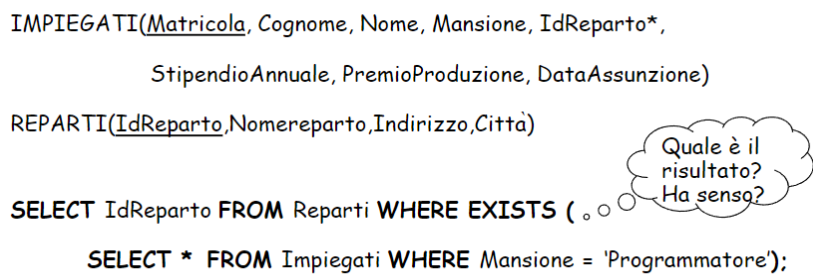 IMPIEGATI(Matricola, Cognome, Nome, Mansione, IdReparto*,
StipendioAnnuale, PremioProduzione, DataAssunzione)
REPARTI(IdReparto,Nomereparto,Indirizzo,Città)
Quale è il
risultato?
Ha senso?
SELECT IdReparto FROM Reparti WHERE EXISTS (
SELECT * FROM Impiegati WHERE Mansione = 'Programmatore');